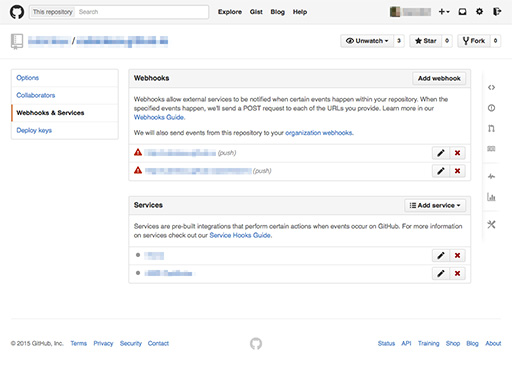 This repository Search Explore Gist Blog Help
/ Unwatch 3 Star 0 Fork 0
Options
Collaborators
Webhooks & Services
Deploy keys
Webhooks Add webhook
Webhooks allow external services to be notified when certain events happen within your repository. When the
specified events happen, we'll send a POST request to each of the URLs you provide. Learn more in our
Webhooks Guide.
We will also send events from this repository to your organization webhooks.
(push)
(push)
Services Add service
Services are pre-built integrations that perform certain actions when events occur on GitHub. For more information
on services check out our Service Hooks Guide.
© 2015 GitHub, Inc. Terms Privacy Security Contact Status API Training Shop Blog About